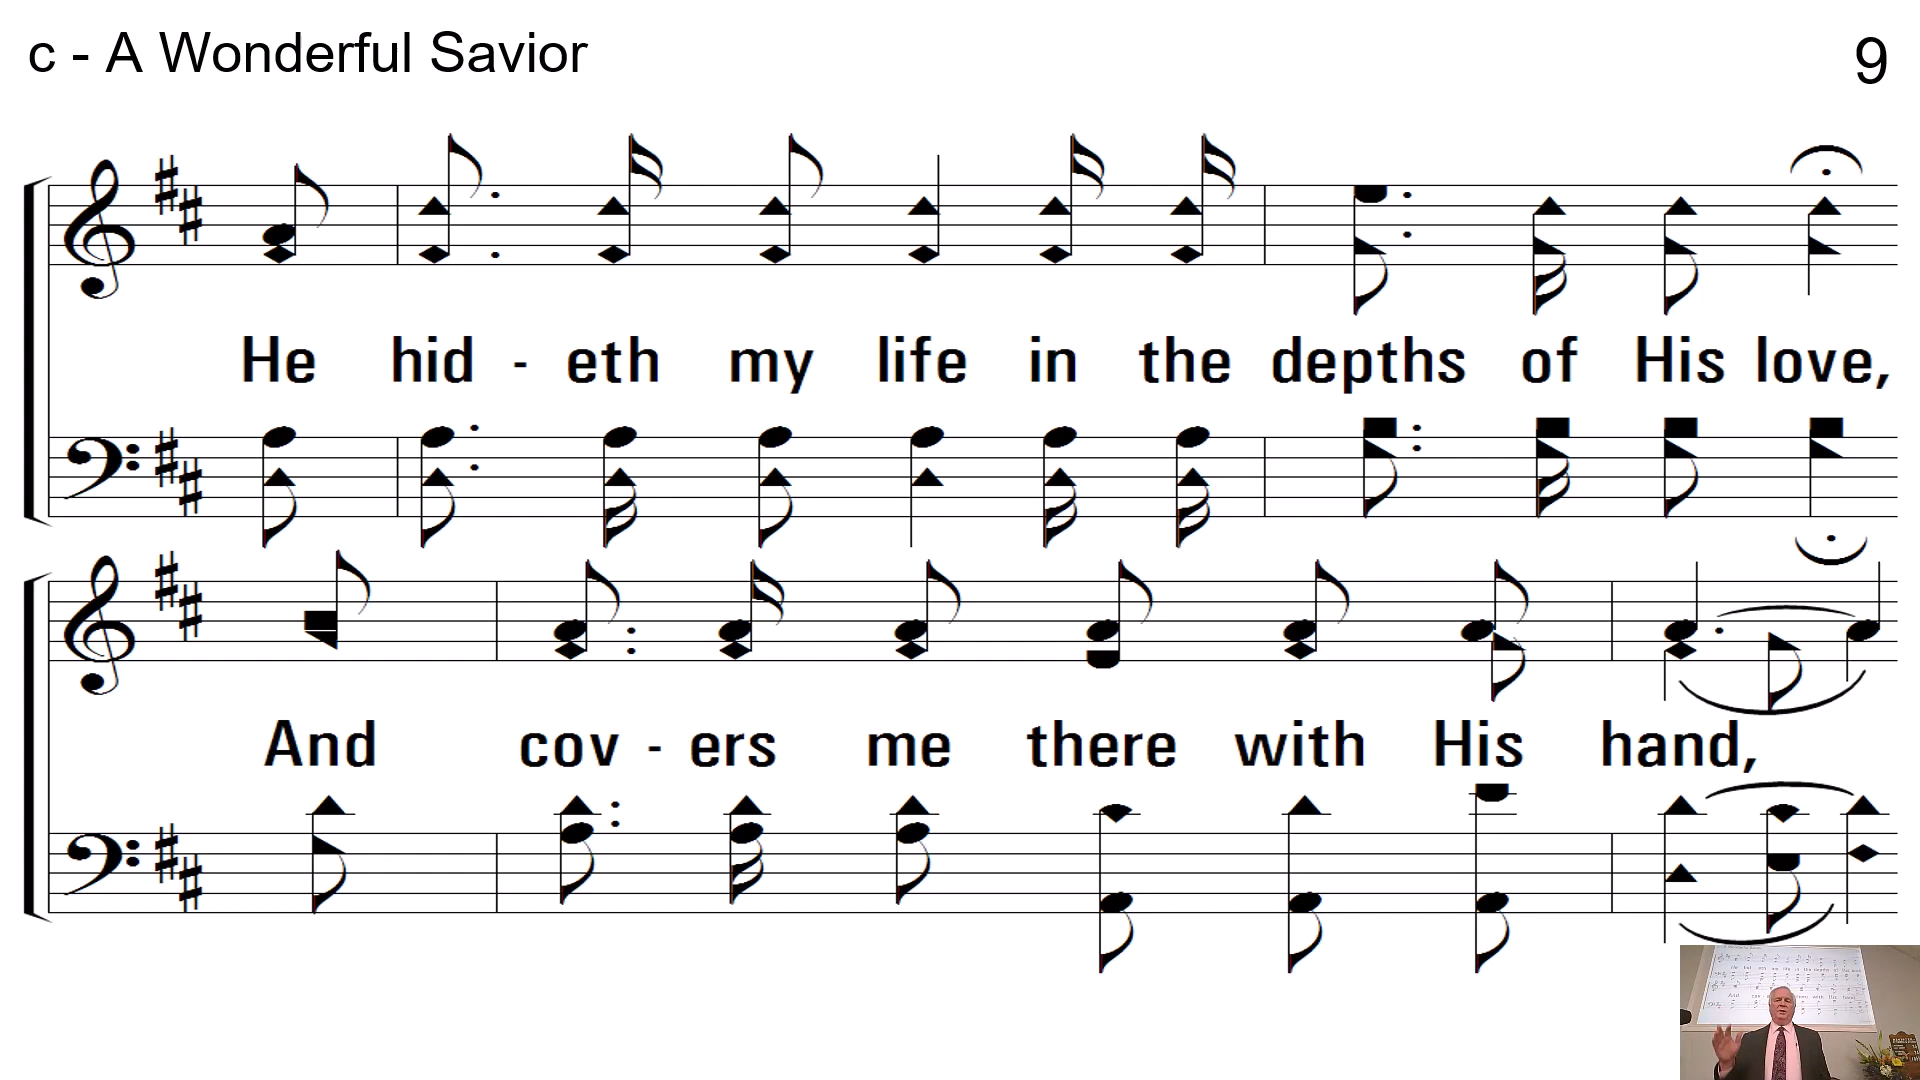 c - A Wonderful Savior
9
He hid - eth my life in the depths of His love,
And cov - ers me there with His hand,